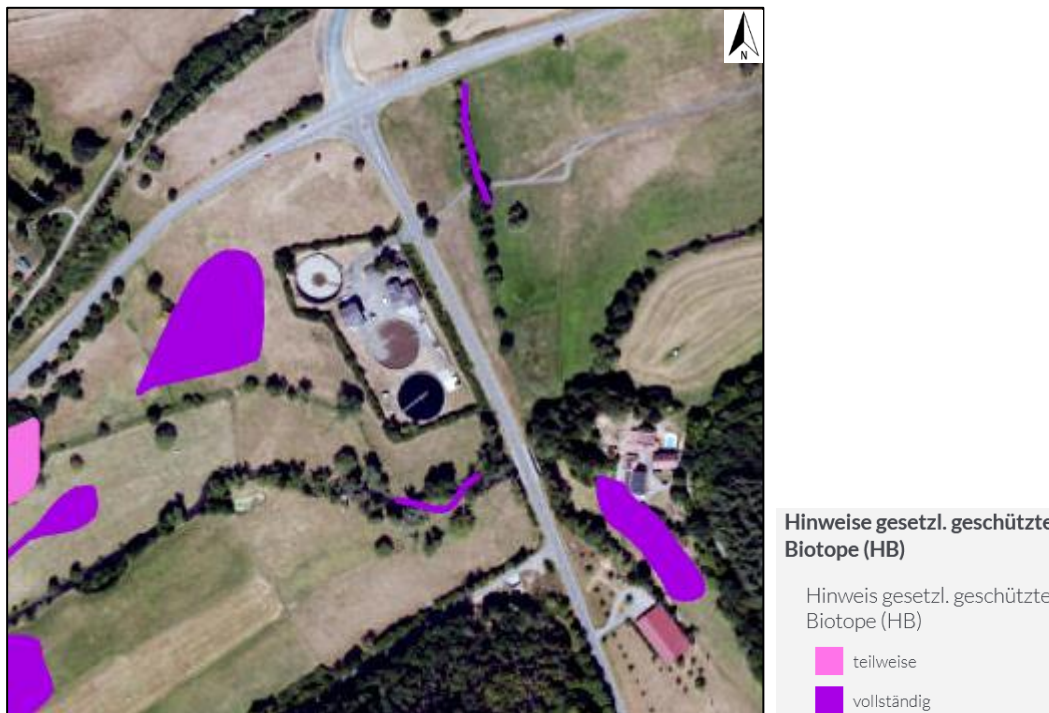 N
Hinweise gesetzl. geschützte
Biotope (HB)
Hinweis gesetzl. geschützte
Biotope (HB)
teilweise
vollständig